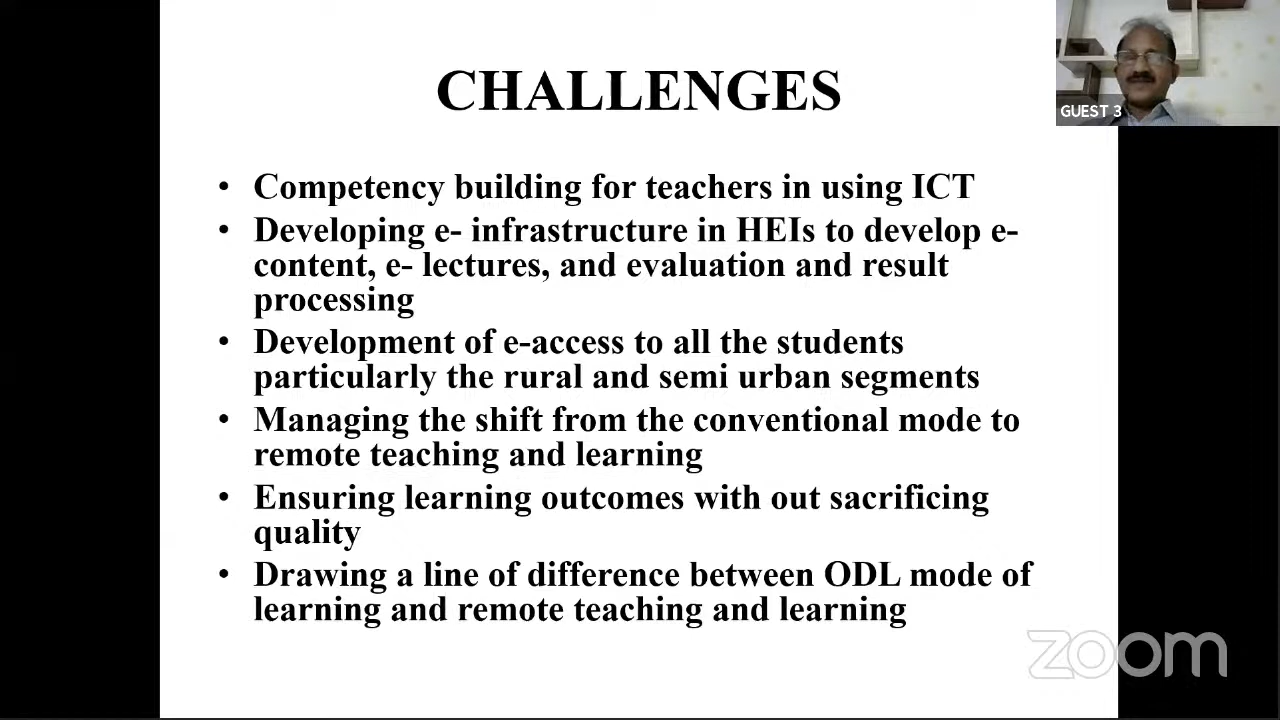 CHALLENGES
GUEST 3
• Competency building for teachers in using ICT
• Developing e- infrastructure in HEIs to develop e-
content, e- lectures, and evaluation and result
processing
• Development of e-access to all the students
particularly the rural and semi urban segments
• Managing the shift from the conventional mode to
remote teaching and learning
• Ensuring learning outcomes with out sacrificing
quality
• Drawing a line of difference between ODL mode of
learning and remote teaching and learning
zoom